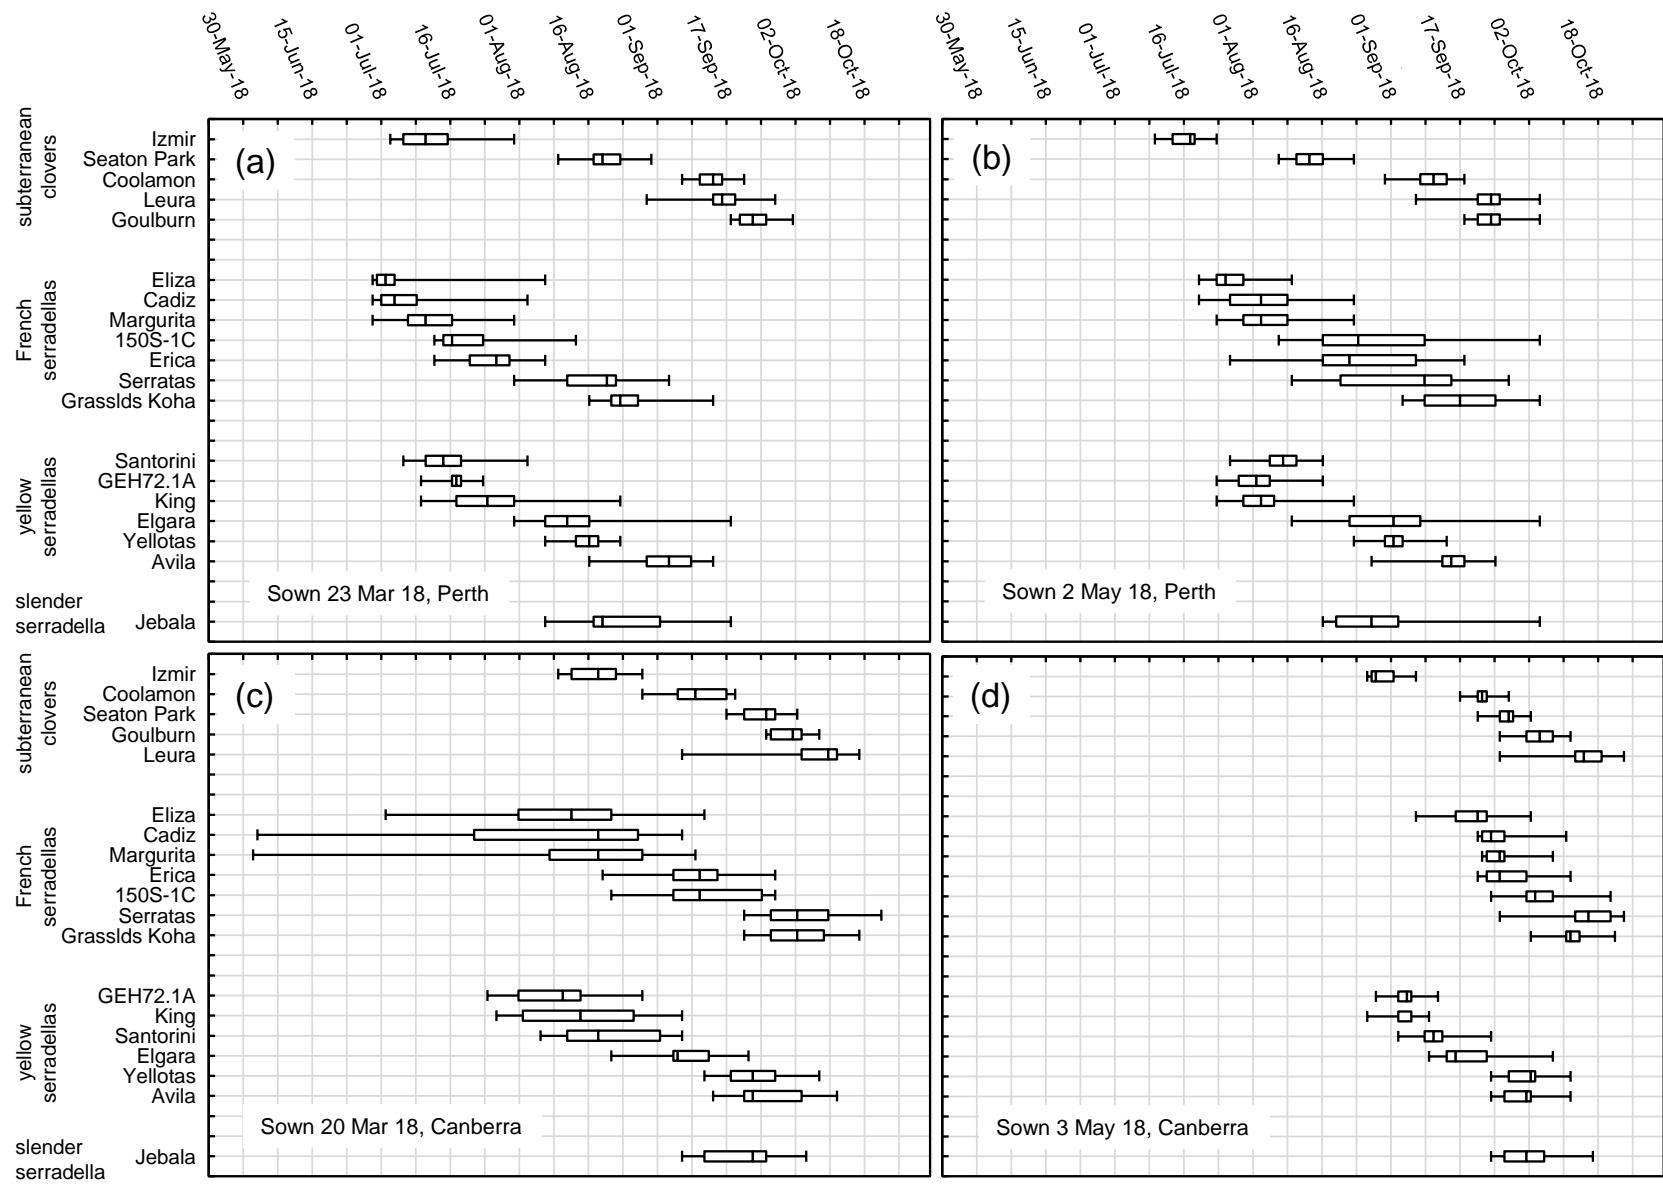 30-May-18
15-Jun-18
01-Jul-18
16-Jul-18
01-Aug-18
16-Aug-18
01-Sep-18
17-Sep-18
02-Oct-18
18-Oct-18
30-May-18
15-Jun-18
01-Jul-18
16-Jul-18
01-Aug-18
16-Aug-18
01-Sep-18
17-Sep-18
02-Oct-18
18-Oct-18
subterranean
clovers
Izmir
Seaton Park
Coolamon
Leura
Goulburn
French
serradellas
Eliza
Cadiz
Margurita
150S-1C
Erica
Serratas
Grasslds Koha
yellow
serradellas
Santorini
GEH72.1A
King
Elgara
Yellotas
Avila
slender
serradella
Jebala
(a)
Sown 23 Mar 18, Perth
(b)
Sown 2 May 18, Perth
subterranean
clovers
Izmir
Coolamon
Seaton Park
Goulburn
Leura
French
serradellas
Eliza
Cadiz
Margurita
Erica
150S-1C
Serratas
Grasslds Koha
yellow
serradellas
GEH72.1A
King
Santorini
Elgara
Yellotas
Avila
slender
serradella
Jebala
(c)
Sown 20 Mar 18, Canberra
(d)
Sown 3 May 18, Canberra